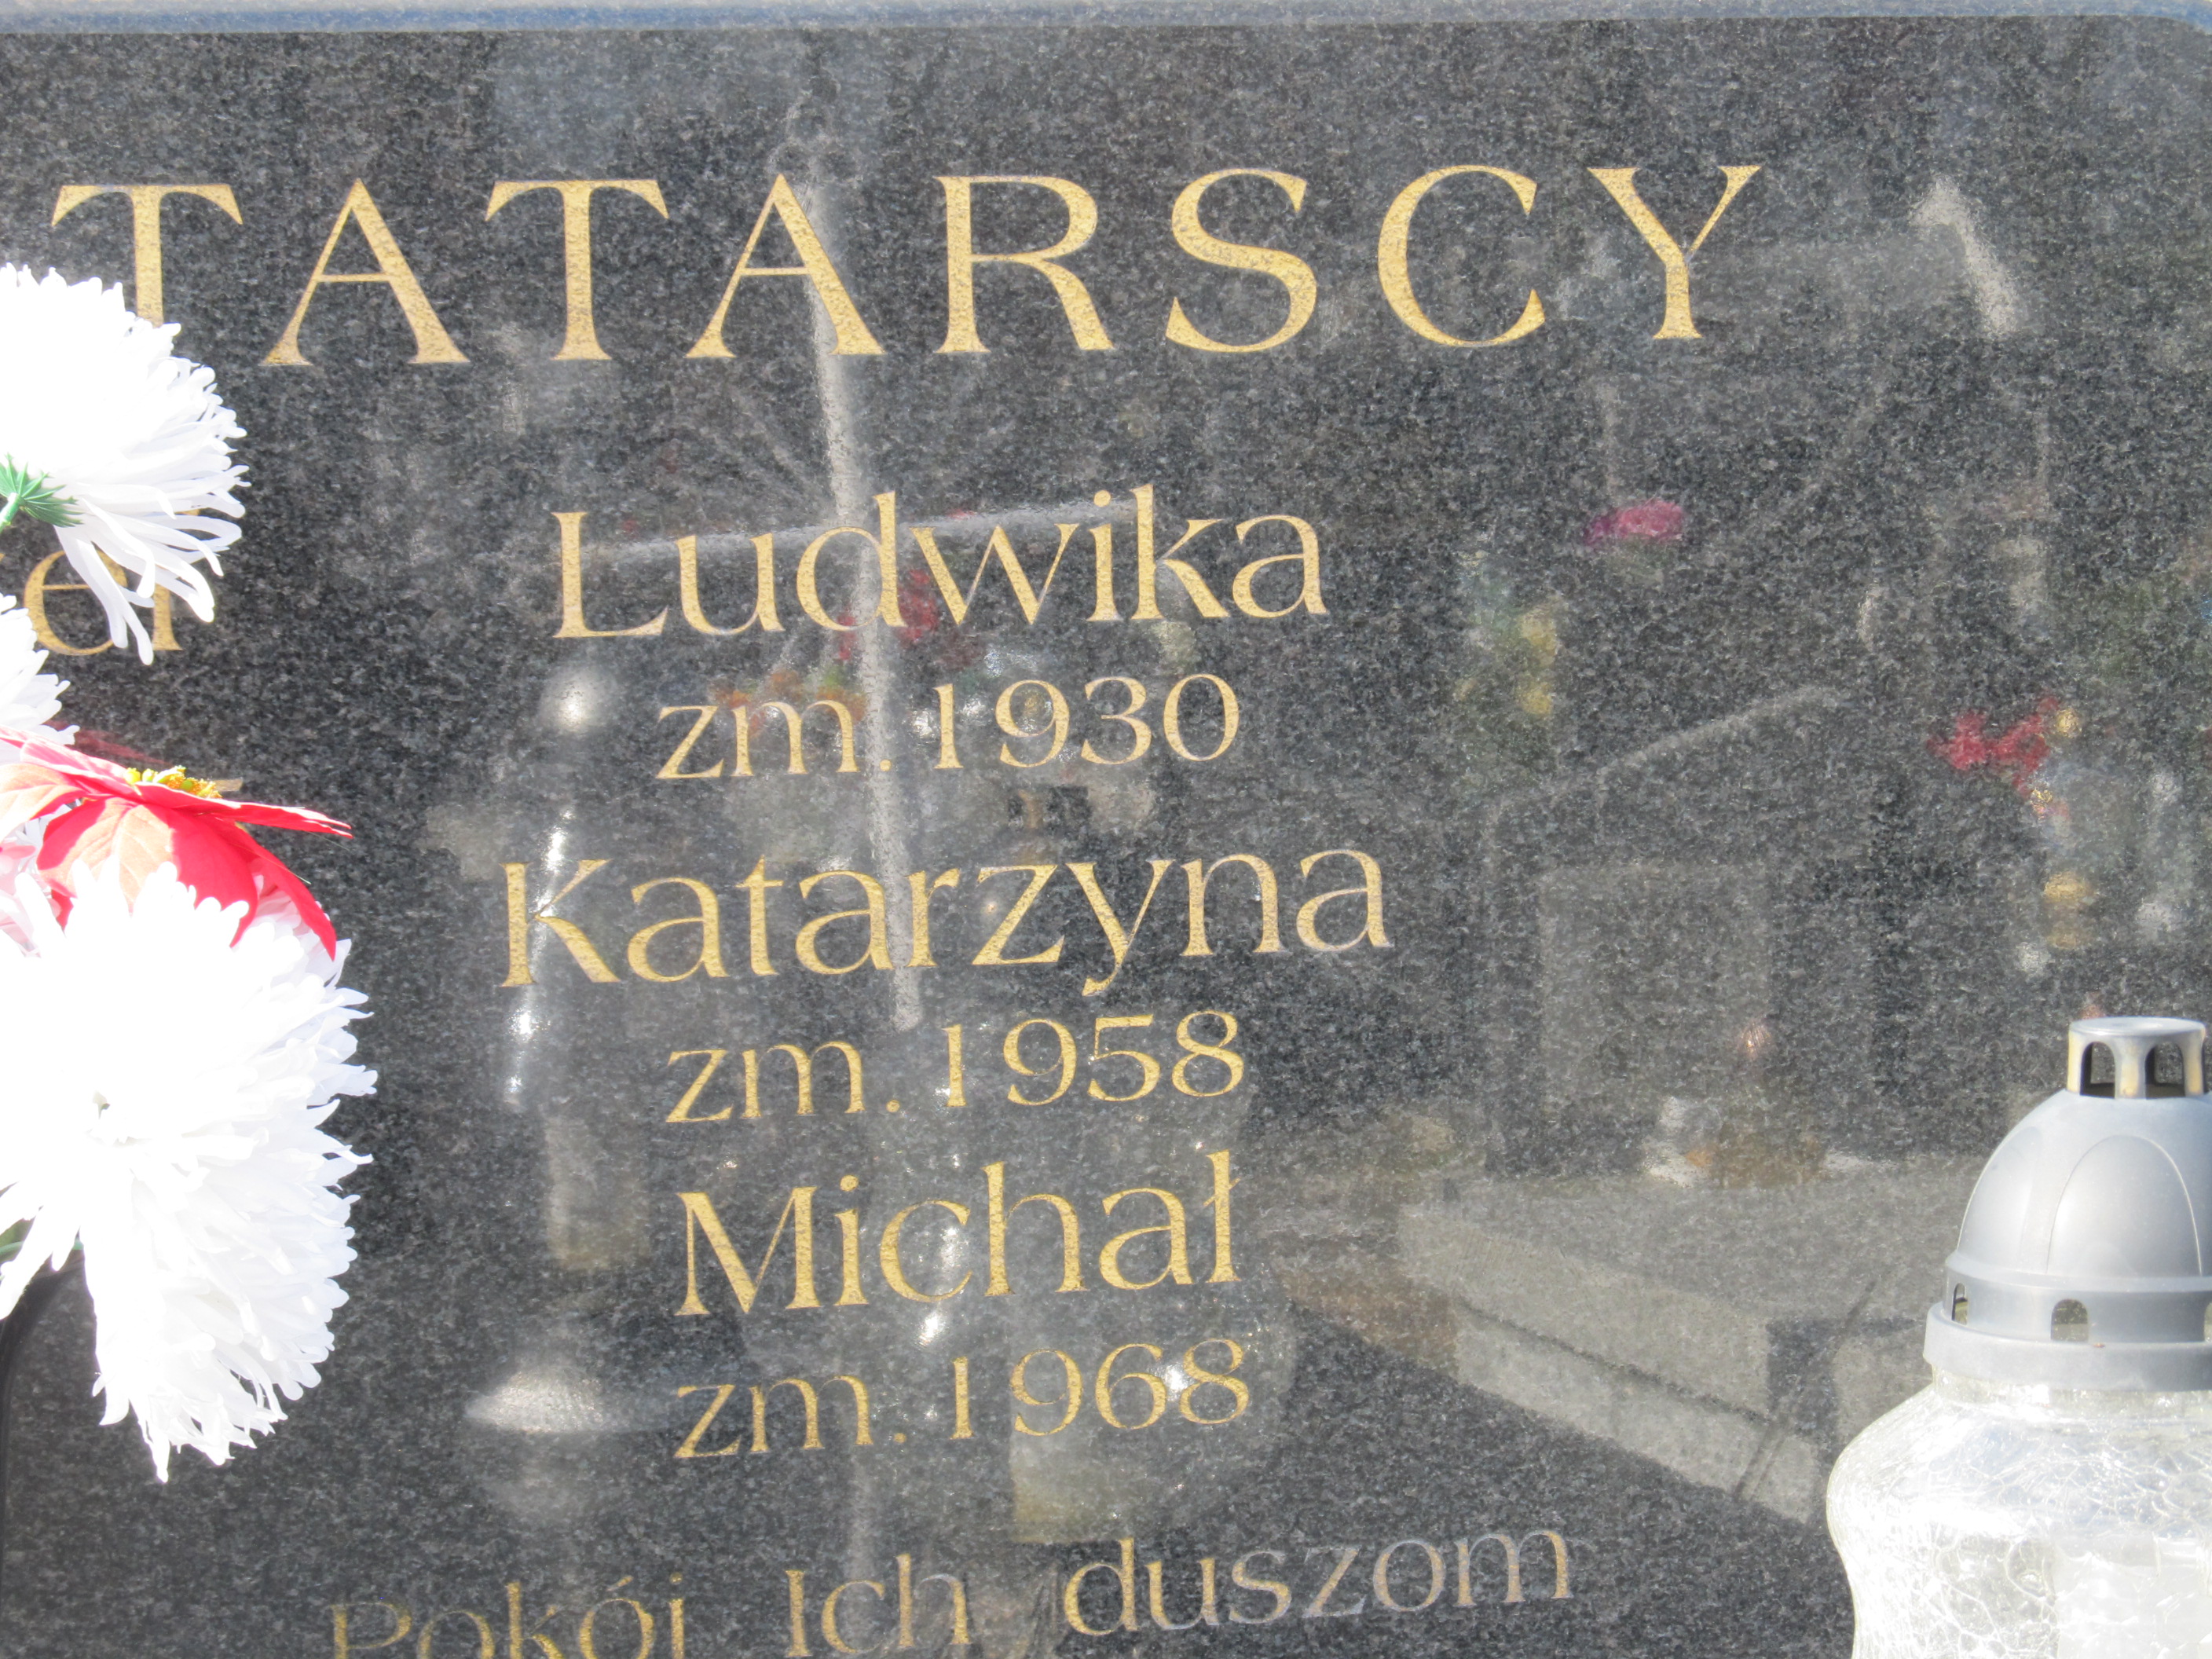 TATARSCY
Ludwika
zm. 1930
Katarzyna
zm. 1958
Michał
zm. 1968
Pokój Ich duszom